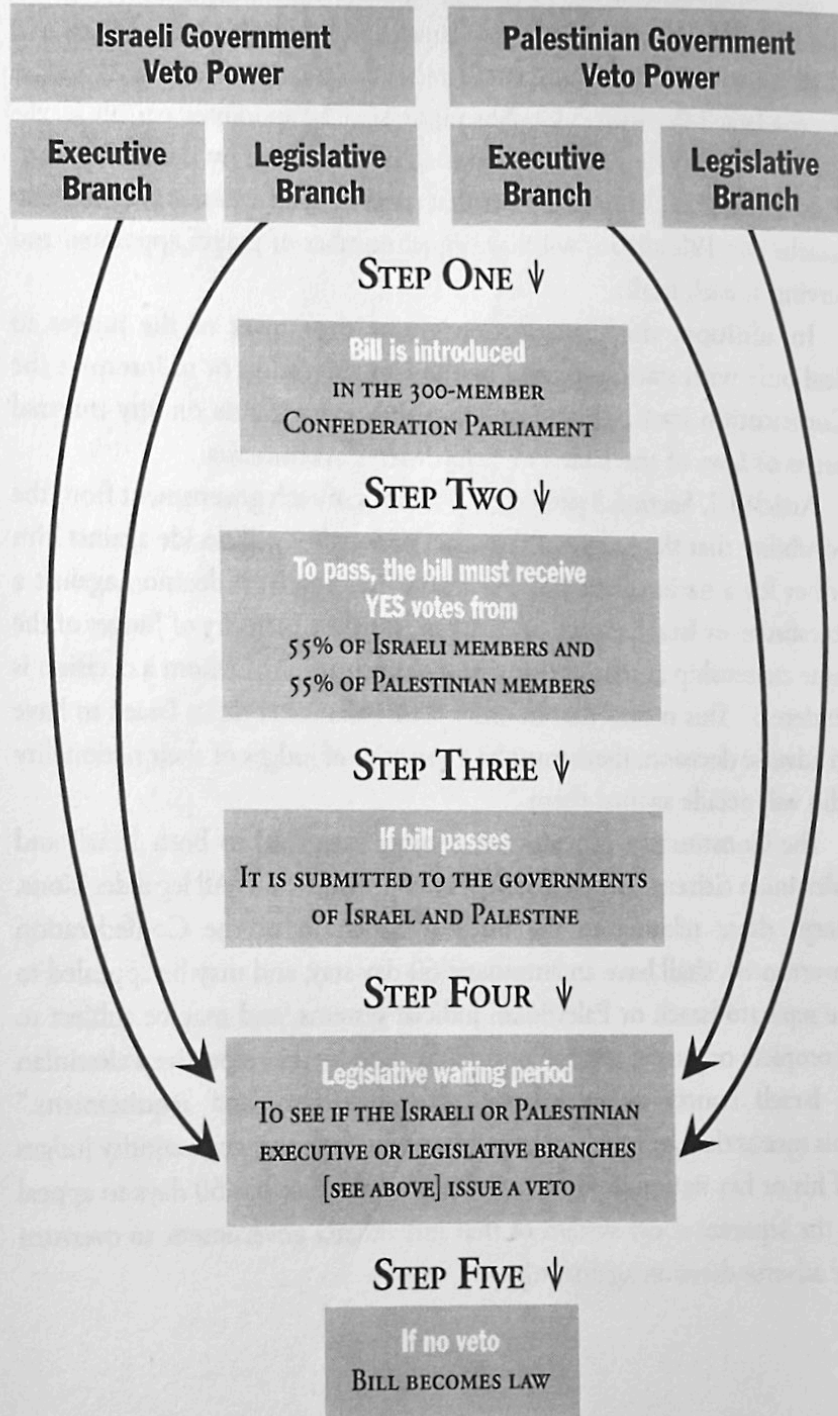 Israeli Government
Veto Power
Palestinian Government
Veto Power
Executive
Branch
Legislative
Branch
Executive
Branch
Legislative
Branch
STEP ONE
Bill is introduced
IN THE 300-MEMBER
CONFEDERATION PARLIAMENT
STEP TWO
To pass, the bill must receive
YES votes from
55% OF ISRAELI MEMBERS AND
55% OF PALESTINIAN MEMBERS
STEP THREE
If bill passes
IT IS SUBMITTED TO THE GOVERNMENTS
OF ISRAEL AND PALESTINE
STEP FOUR
Legislative waiting period
TO SEE IF THE ISRAELI OR PALESTINIAN
EXECUTIVE OR LEGISLATIVE BRANCHES
[SEE ABOVE] ISSUE A VETO
STEP FIVE
If no veto
BILL BECOMES LAW